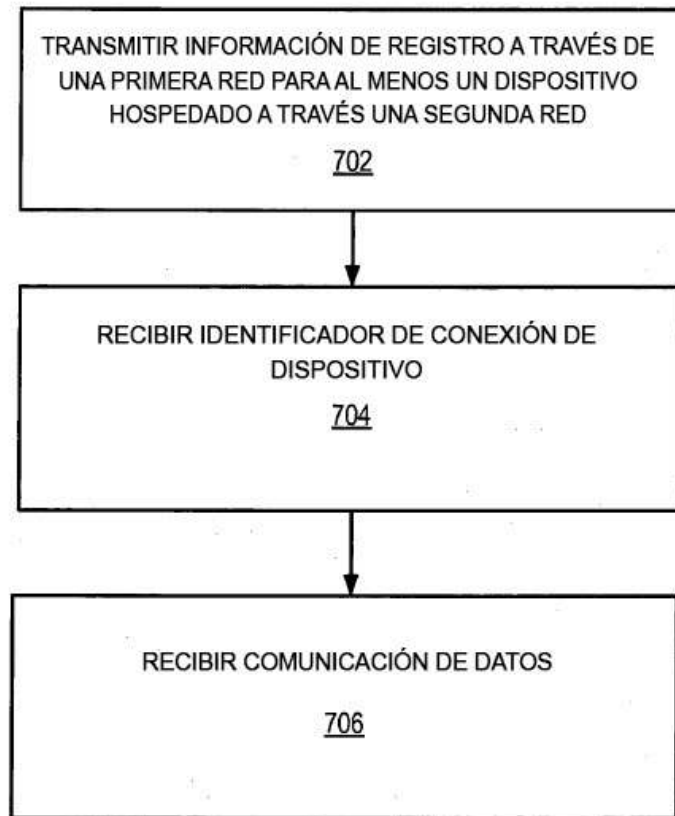 TRANSMITIR INFORMACIÓN DE REGISTRO A TRAVÉS DE
UNA PRIMERA RED PARA AL MENOS UN DISPOSITIVO
HOSPEDADO A TRAVÉS UNA SEGUNDA RED
702
RECIBIR IDENTIFICADOR DE CONEXIÓN DE
DISPOSITIVO
704
RECIBIR COMUNICACIÓN DE DATOS
706